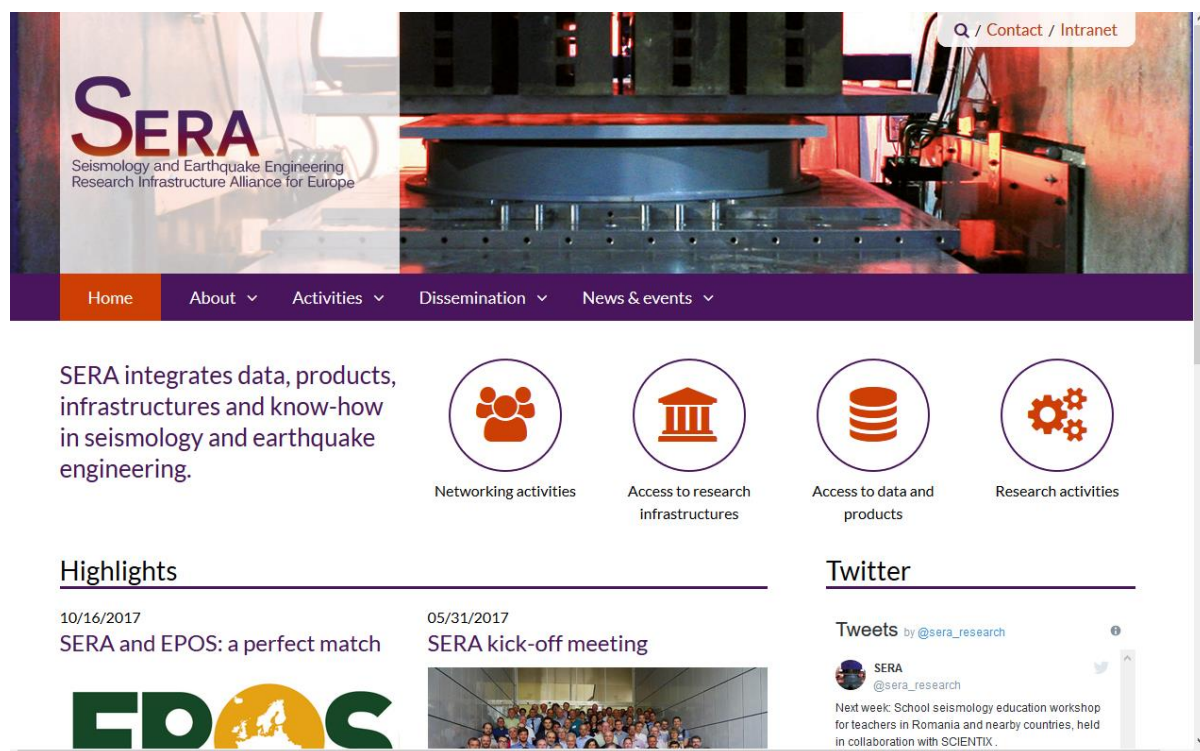 / Contact / Intranet
SERA
Seismology and Earthquake Engineering
Research Infrastructure Alliance for Europe
Home About Activities Dissemination News & events
SERA integrates data, products,
infrastructures and know-how
in seismology and earthquake
engineering.
Networking activities
Access to research
infrastructures
Access to data and
products
Research activities
Highlights
10/16/2017
SERA and EPOS: a perfect match
EPOS
05/31/2017
SERA kick-off meeting
Twitter
Tweets by @sera_research
SERA
@sera_research
Next week: School seismology education workshop
for teachers in Romania and nearby countries, held
in collaboration with SCIENTIX .